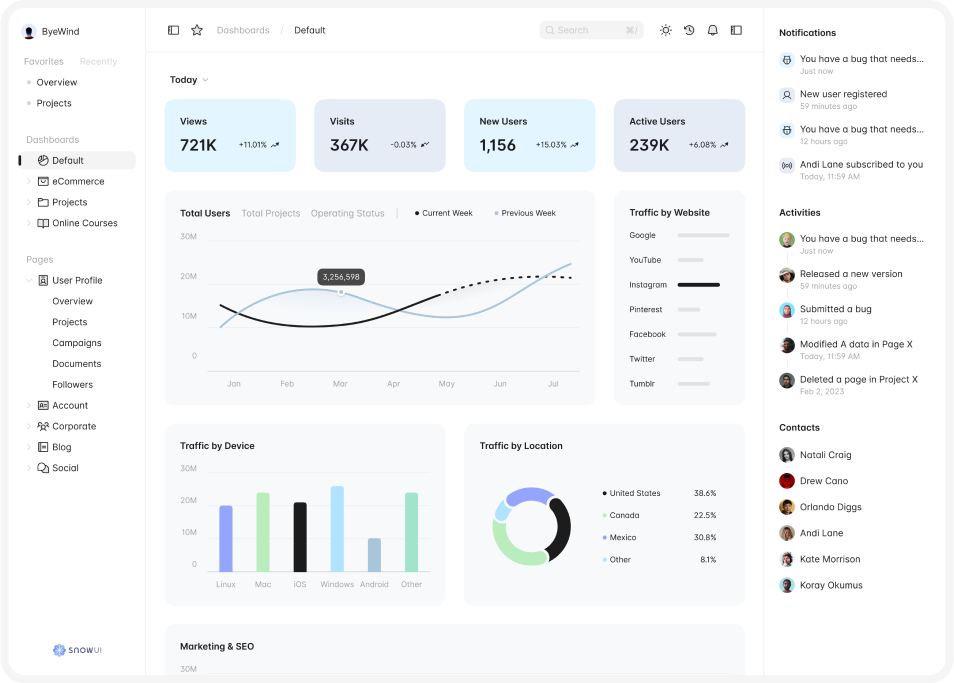 ByeWind
Favorites Recently
Overview
Projects
Dashboards
Default
eCommerce
Projects
Online Courses
Pages
User Profile
Overview
Projects
Campaigns
Documents
Followers
Account
Corporate
Blog
Social
SNOWUI
Dashboards / Default
Search ⌘/
Today
Views
721K +11.01%
Visits
367K -0.03%
New Users
1,156 +15.03%
Active Users
239K +6.08%
Total Users Total Projects Operating Status | Current Week Previous Week
30M
20M
10M
0
3,256,598
Jan Feb Mar Apr May Jun Jul
Traffic by Website
Google
YouTube
Instagram
Pinterest
Facebook
Twitter
Tumblr
Traffic by Device
30M
20M
10M
0
Linux Mac iOS Windows Android Other
Traffic by Location
United States 38.6%
Canada 22.5%
Mexico 30.8%
Other 8.1%
Marketing & SEO
30M
Notifications
You have a bug that needs...
Just now
New user registered
59 minutes ago
You have a bug that needs...
12 hours ago
Andi Lane subscribed to you
Today, 11:59 AM
Activities
You have a bug that needs...
Just now
Released a new version
59 minutes ago
Submitted a bug
12 hours ago
Modified A data in Page X
Today, 11:59 AM
Deleted a page in Project X
Feb 2, 2023
Contacts
Natali Craig
Drew Cano
Orlando Diggs
Andi Lane
Kate Morrison
Koray Okumus